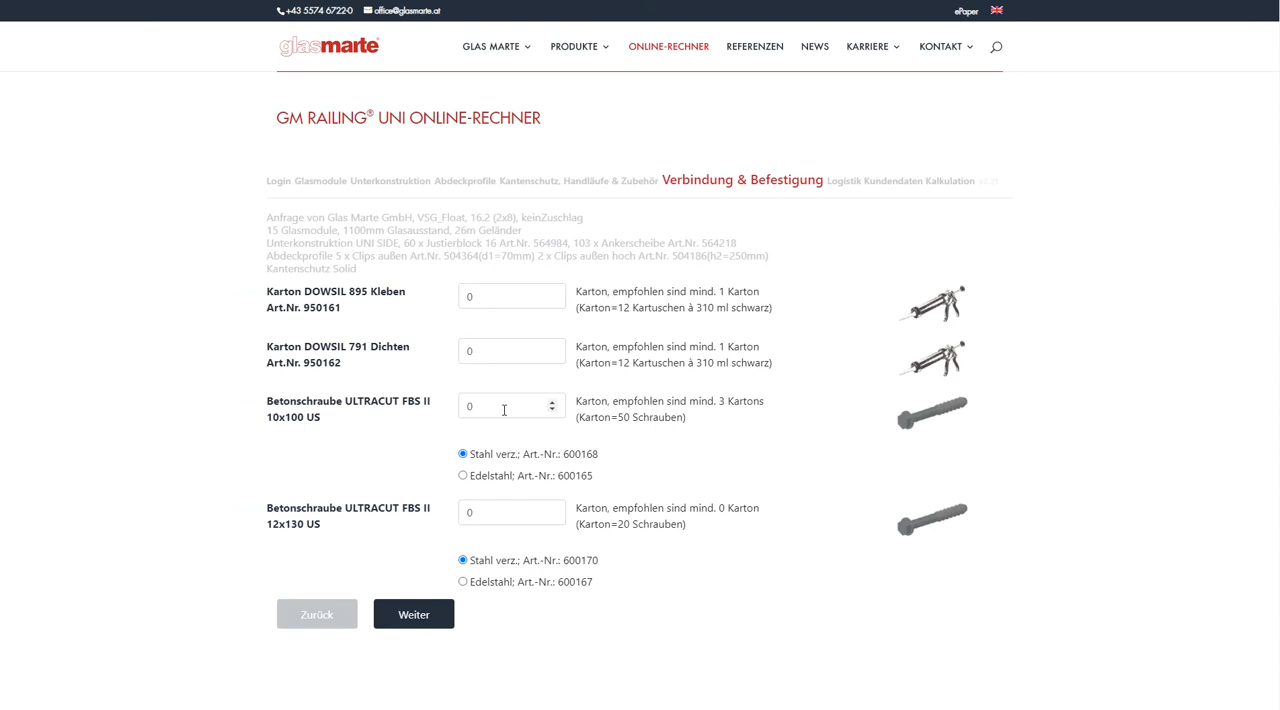 +43 5574 6722-0 office@glasmarte.at ePaper
glasmarte GLAS MARTE PRODUKTE ONLINE-RECHNER REFERENZEN NEWS KARRIERE KONTAKT
GM RAILING® UNI ONLINE-RECHNER
Login Glasmodule Unterkonstruktion Abdeckprofile Kantenschutz, Handläufe & Zubehör Verbindung & Befestigung Logistik Kundendaten Kalkulation
Anfrage von Glas Marte GmbH, VSG_Float, 16.2 (2x8), keinZuschlag
15 Glasmodule, 1100mm Glasausstand, 26m Geländer
Unterkonstruktion UNI SIDE, 60 x Justierblock 16 Art.Nr. 564984, 103 x Ankerscheibe Art.Nr. 564218
Abdeckprofile 5 x Clips außen Art.Nr. 504364(d1=70mm) 2 x Clips außen hoch Art.Nr. 504186(h2=250mm)
Kantenschutz Solid
Karton DOWSIL 895 Kleben 0 Karton, empfohlen sind mind. 1 Karton
Art.Nr. 950161 (Karton=12 Kartuschen à 310 ml schwarz)
Karton DOWSIL 791 Dichten 0 Karton, empfohlen sind mind. 1 Karton
Art.Nr. 950162 (Karton=12 Kartuschen à 310 ml schwarz)
Betonschraube ULTRACUT FBS II 0 Karton, empfohlen sind mind. 3 Kartons
10x100 US (Karton=50 Schrauben)
Stahl verz.; Art.-Nr.: 600168
Edelstahl; Art-Nr.: 600165
Betonschraube ULTRACUT FBS II 0 Karton, empfohlen sind mind. 0 Karton
12x130 US (Karton=20 Schrauben)
Stahl verz.; Art.-Nr.: 600170
Edelstahl; Art-Nr.: 600167
Zurück Weiter